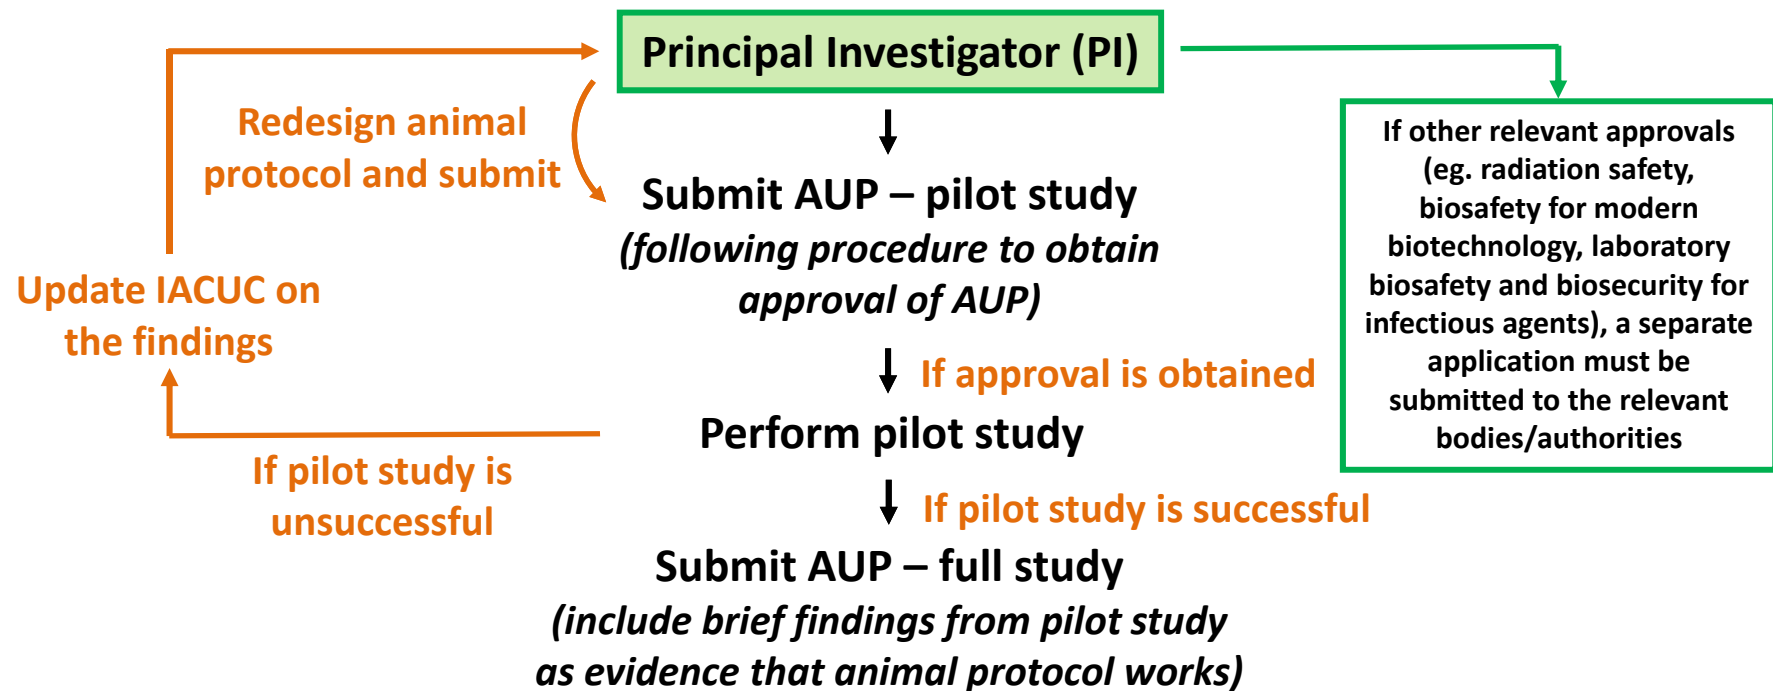 Principal Investigator (PI)
Redesign animal
protocol and submit
Submit AUP – pilot study
(following procedure to obtain
approval of AUP)
If other relevant approvals
(eg. radiation safety,
biosafety for modern
biotechnology, laboratory
biosafety and biosecurity for
infectious agents), a separate
application must be
submitted to the relevant
bodies/authorities
Update IACUC on
the findings
If approval is obtained
Perform pilot study
If pilot study is
unsuccessful
If pilot study is successful
Submit AUP – full study
(include brief findings from pilot study
as evidence that animal protocol works)